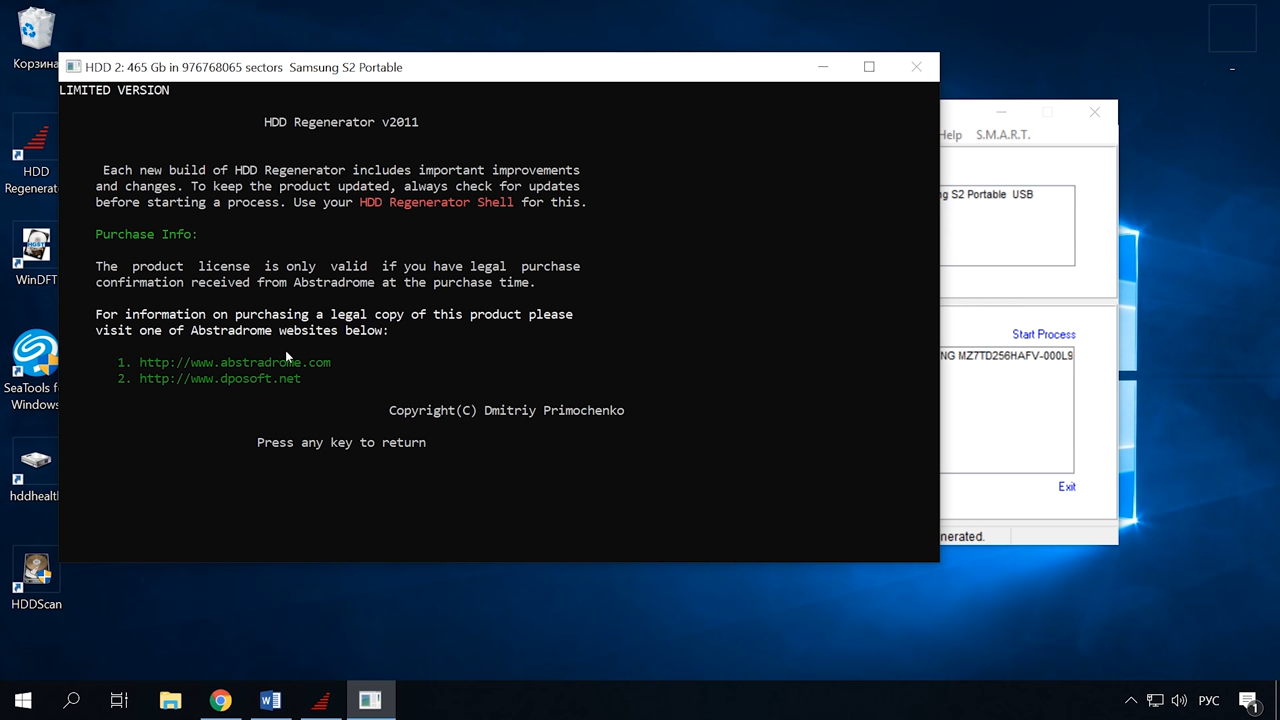 Корзина
HDD
Regenerat
WinDFT
SeaTools f
Windows
hddhealth
HDDScan
HDD 2: 465 Gb in 976768065 sectors  Samsung S2 Portable
LIMITED VERSION
HDD Regenerator v2011
Each new build of HDD Regenerator includes important improvements
and changes. To keep the product updated, always check for updates
before starting a process. Use your HDD Regenerator Shell for this.
Purchase Info:
The product license is only valid if you have legal purchase
confirmation received from Abstradrome at the purchase time.
For information on purchasing a legal copy of this product please
visit one of Abstradrome websites below:
1. http://www.abstradrome.com
2. http://www.dposoft.net
Copyright(C) Dmitriy Primochenko
Press any key to return
Help S.M.A.R.T.
ng S2 Portable USB
Start Process
NG MZ7TD256HAFV-000L9
Exit
nerated.
РУС
1